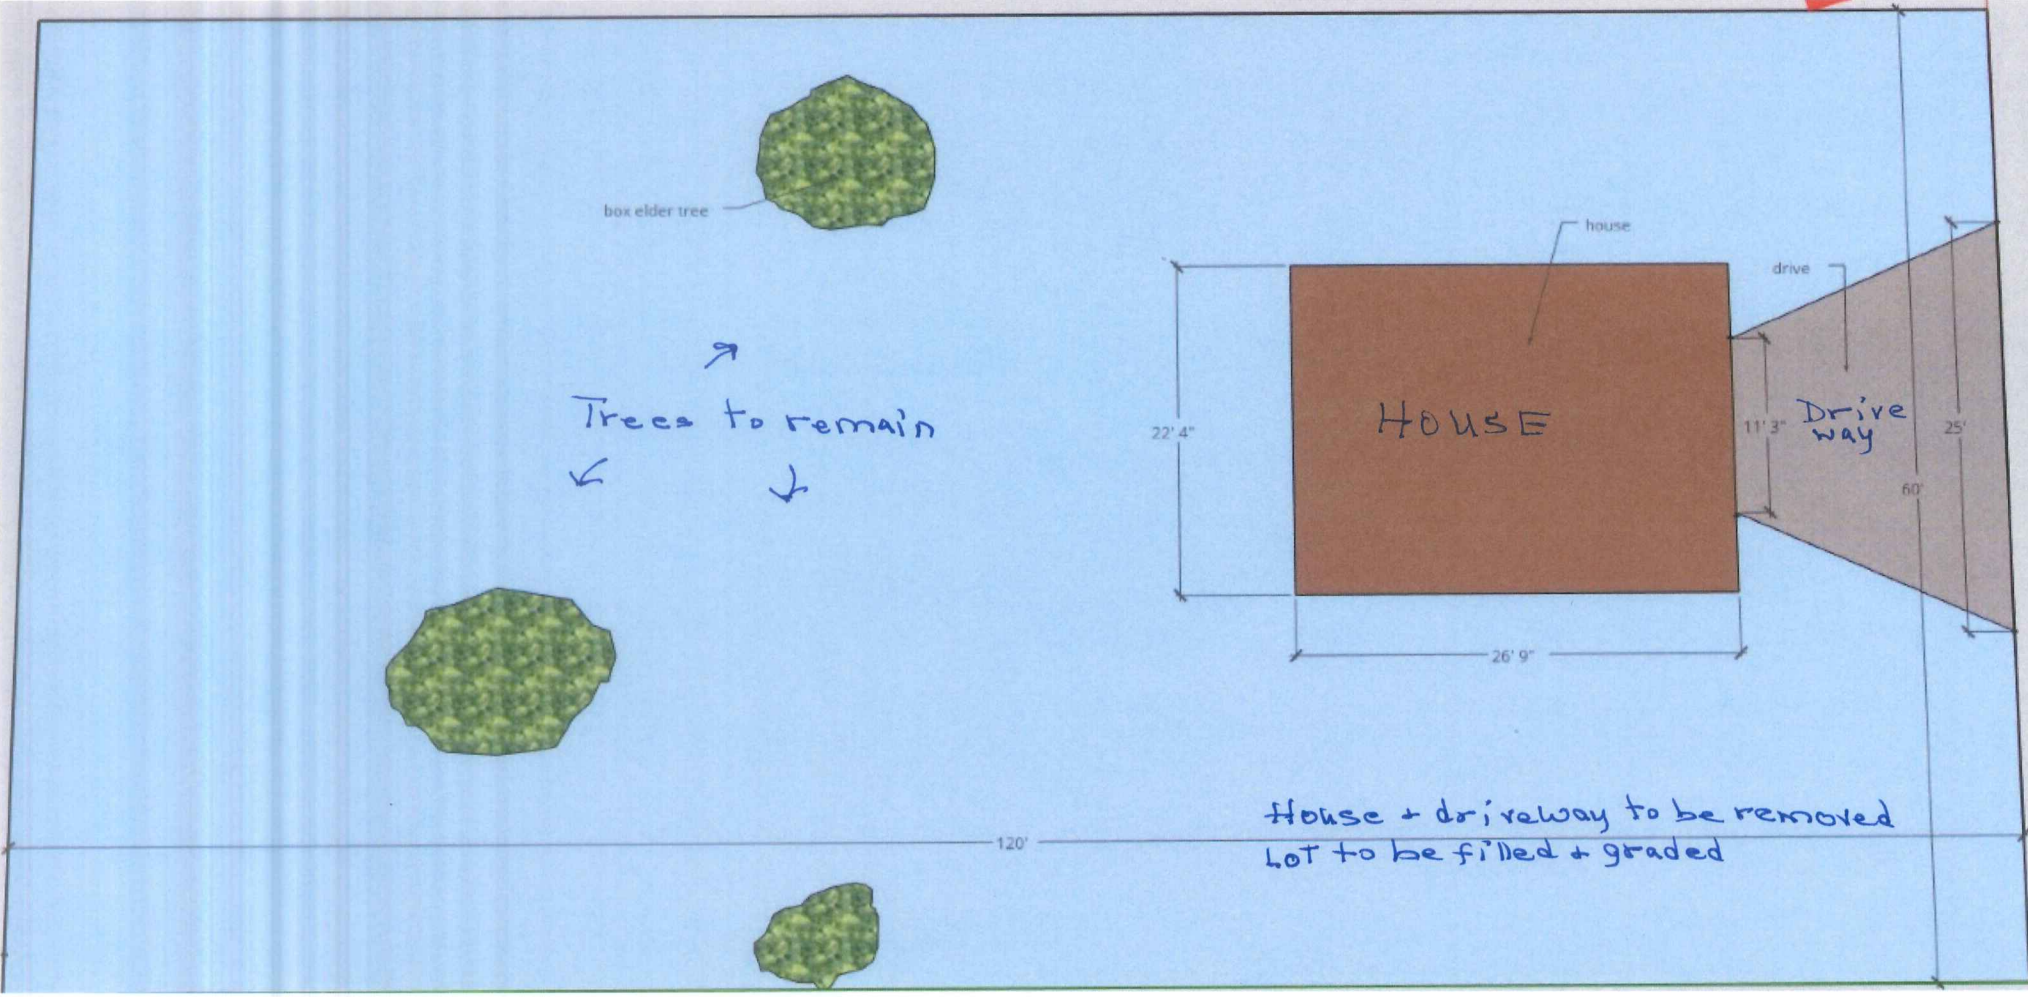 box elder tree
house
drive
Trees to remain
22' 4"
HOUSE
11' 3"
Drive
way
25'
60'
26' 9"
House + driveway to be removed
120'
Lot to be filled + graded